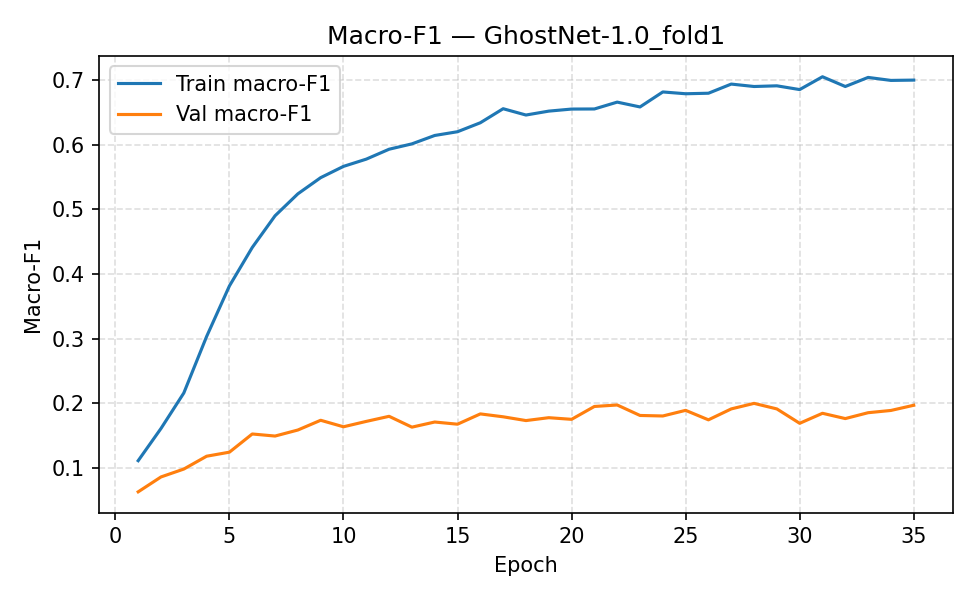 Macro-F1 — GhostNet-1.0_fold1
Train macro-F1
Val macro-F1
Macro-F1
0.7
0.6
0.5
0.4
0.3
0.2
0.1
0 5 10 15 20 25 30 35
Epoch